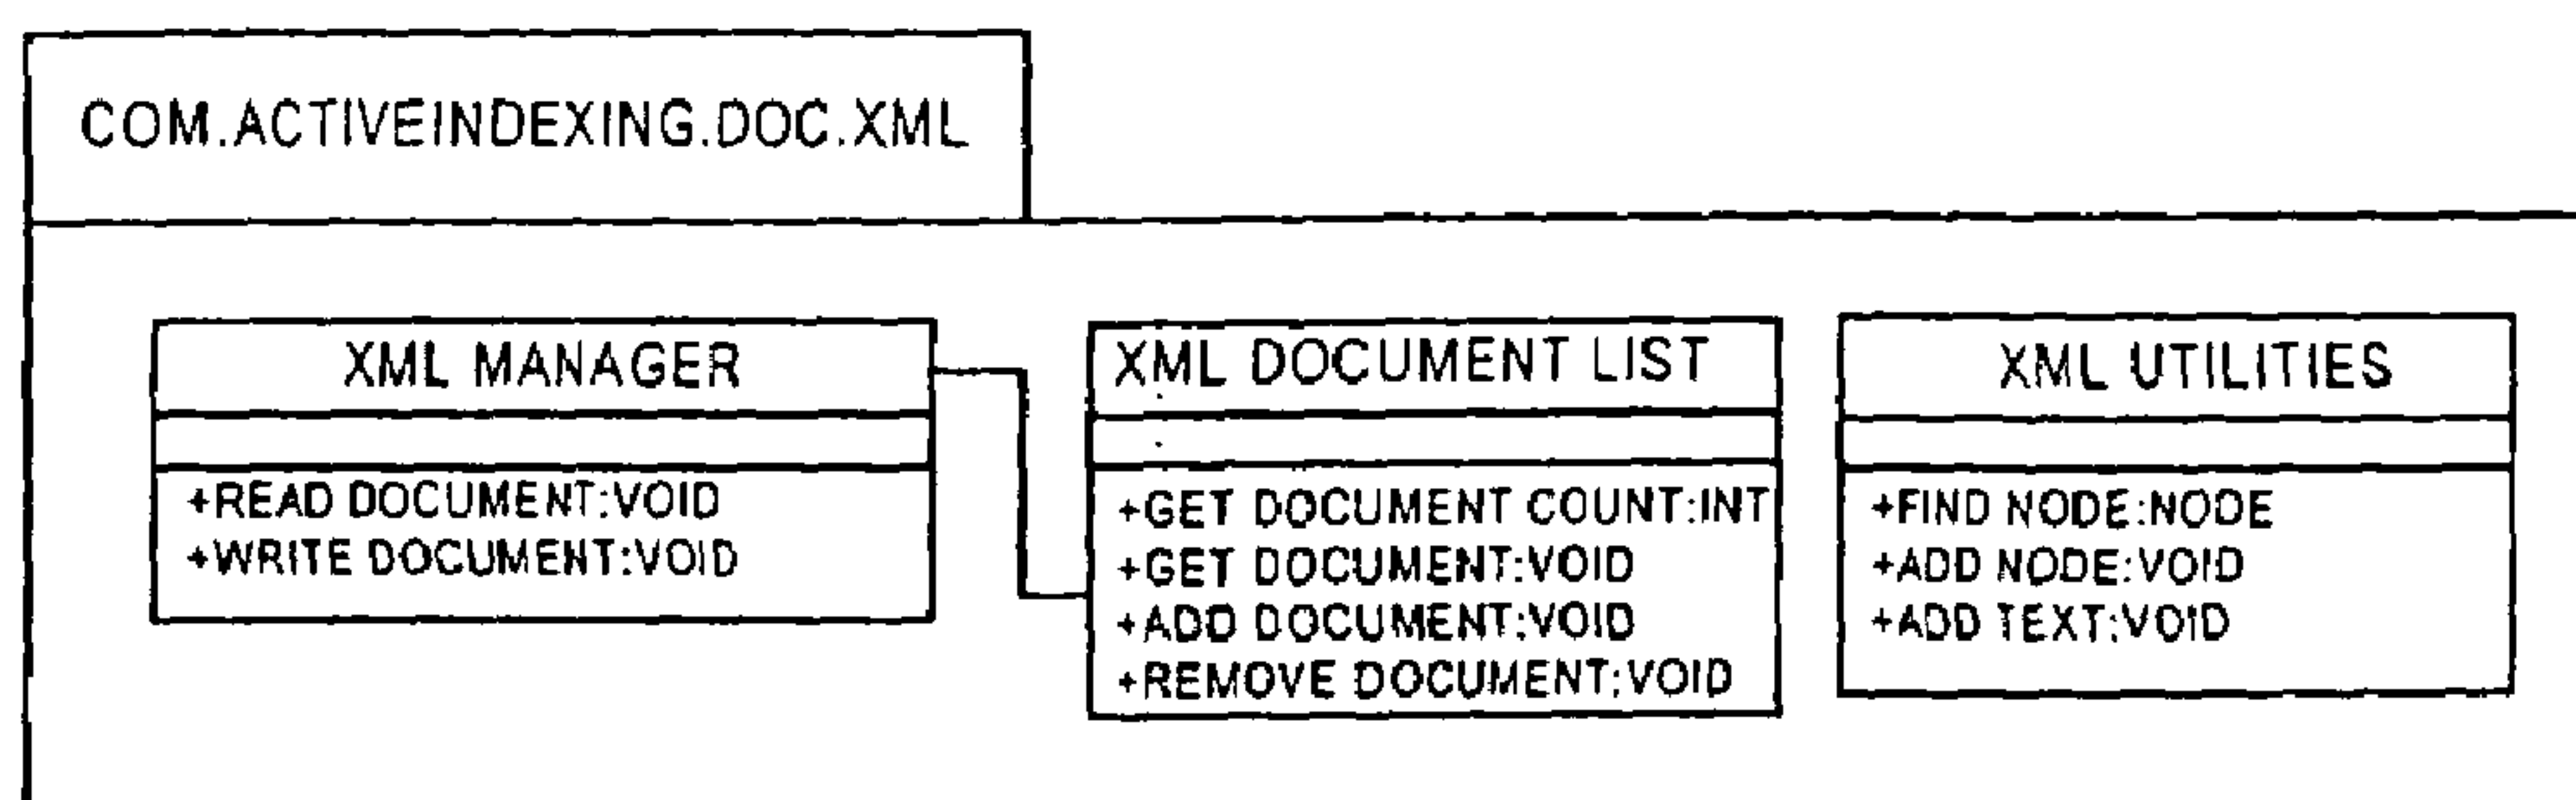 COM.ACTIVEINDEXING.DOC.XML
XML MANAGER
+READ DOCUMENT:VOID
+WRITE DOCUMENT:VOID
XML DOCUMENT LIST
+GET DOCUMENT COUNT:INT
+GET DOCUMENT:VOID
+ADD DOCUMENT:VOID
+REMOVE DOCUMENT:VOID
XML UTILITIES
+FIND NODE:NODE
+ADD NODE:VOID
+ADD TEXT:VOID